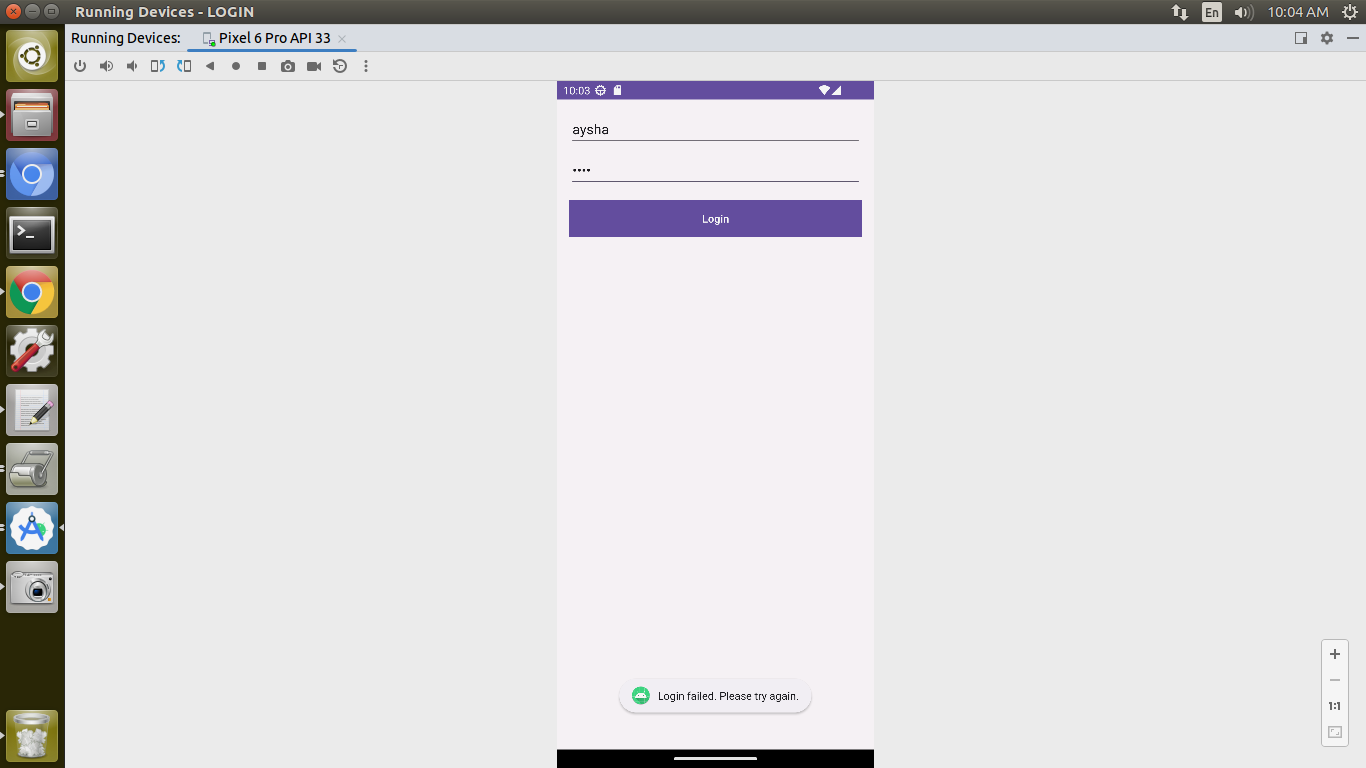 Running Devices - LOGIN
En
10:04 AM
Running Devices:
Pixel 6 Pro API 33
10:03
aysha
••••
Login
Login failed. Please try again.
1:1